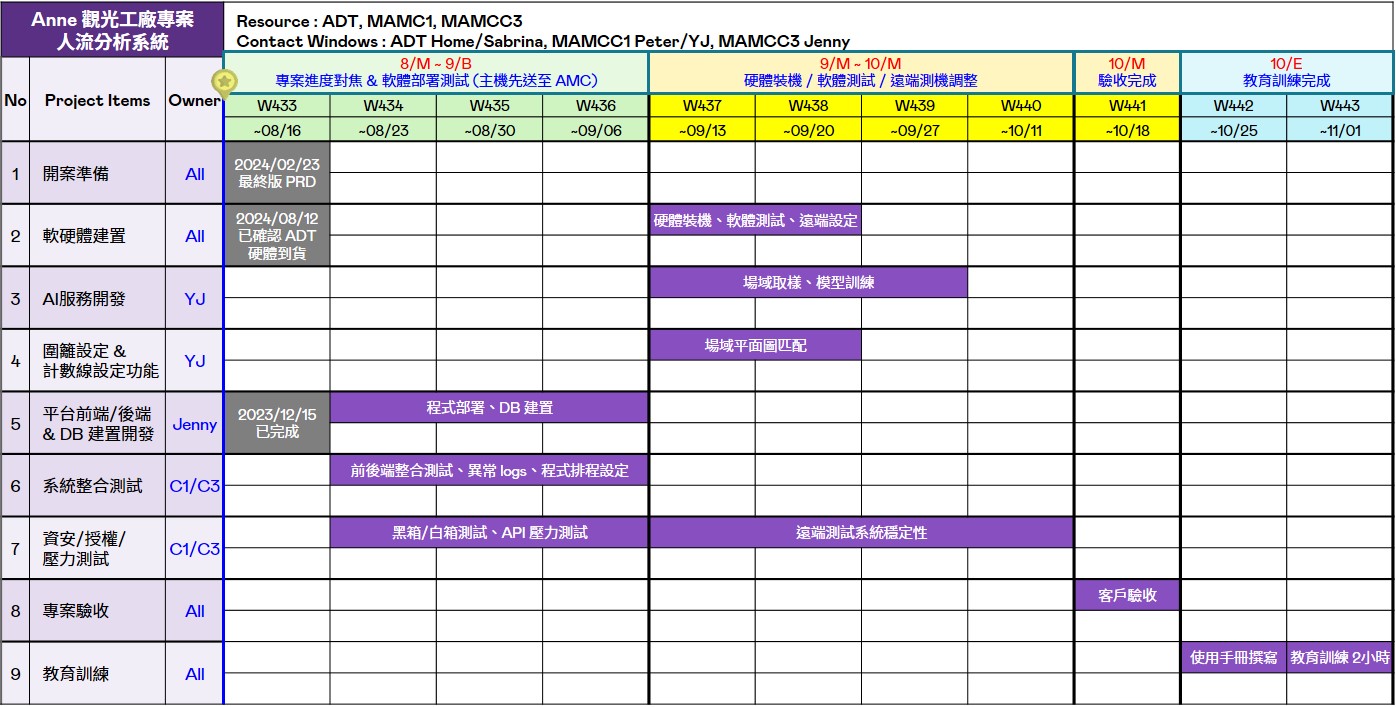 Anne 觀光工廠專案
人流分析系統
Resource : ADT, MAMC1, MAMCC3
Contact Windows : ADT Home/Sabrina, MAMCC1 Peter/YJ, MAMCC3 Jenny
No
Project Items
Owner
8/M ~ 9/B
專案進度對焦 & 軟體部署測試 (主機先送至 AMC)
9/M ~ 10/M
硬體裝機 / 軟體測試 / 遠端測機調整
10/M
驗收完成
10/E
教育訓練完成
W433
W434
W435
W436
W437
W438
W439
W440
W441
W442
W443
~08/16
~08/23
~08/30
~09/06
~09/13
~09/20
~09/27
~10/11
~10/18
~10/25
~11/01
1
開案準備
All
2024/02/23
最終版 PRD
2
軟硬體建置
All
2024/08/12
已確認 ADT
硬體到貨
硬體裝機、軟體測試、遠端設定
3
AI服務開發
YJ
場域取樣、模型訓練
4
圍籬設定 &
計數線設定功能
YJ
場域平面圖匹配
5
平台前端/後端
& DB 建置開發
Jenny
2023/12/15
已完成
程式部署、DB 建置
6
系統整合測試
C1/C3
前後端整合測試、異常 logs、程式排程設定
7
資安/授權/
壓力測試
C1/C3
黑箱/白箱測試、API 壓力測試
遠端測試系統穩定性
8
專案驗收
All
客戶驗收
9
教育訓練
All
使用手冊撰寫
教育訓練 2小時